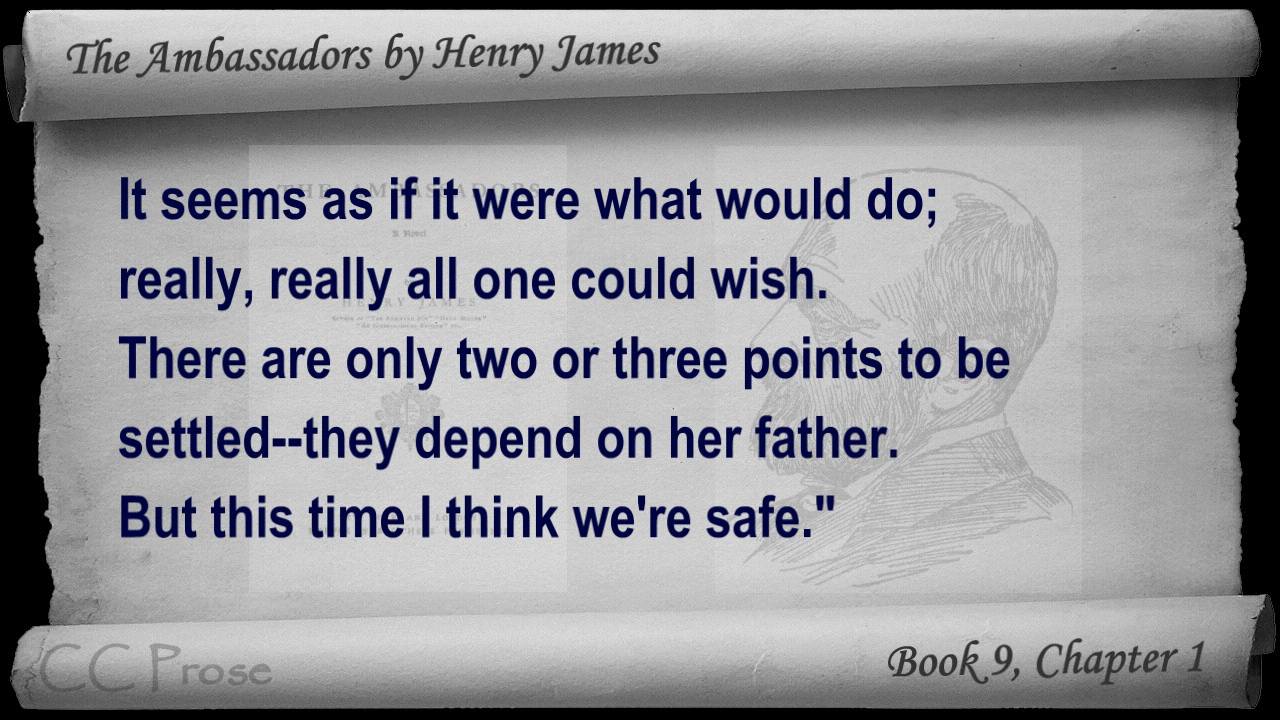 The Ambassadors by Henry James
It seems as if it were what would do;
really, really all one could wish.
There are only two or three points to be
settled--they depend on her father.
But this time I think we're safe."
CC Prose
Book 9, Chapter 1